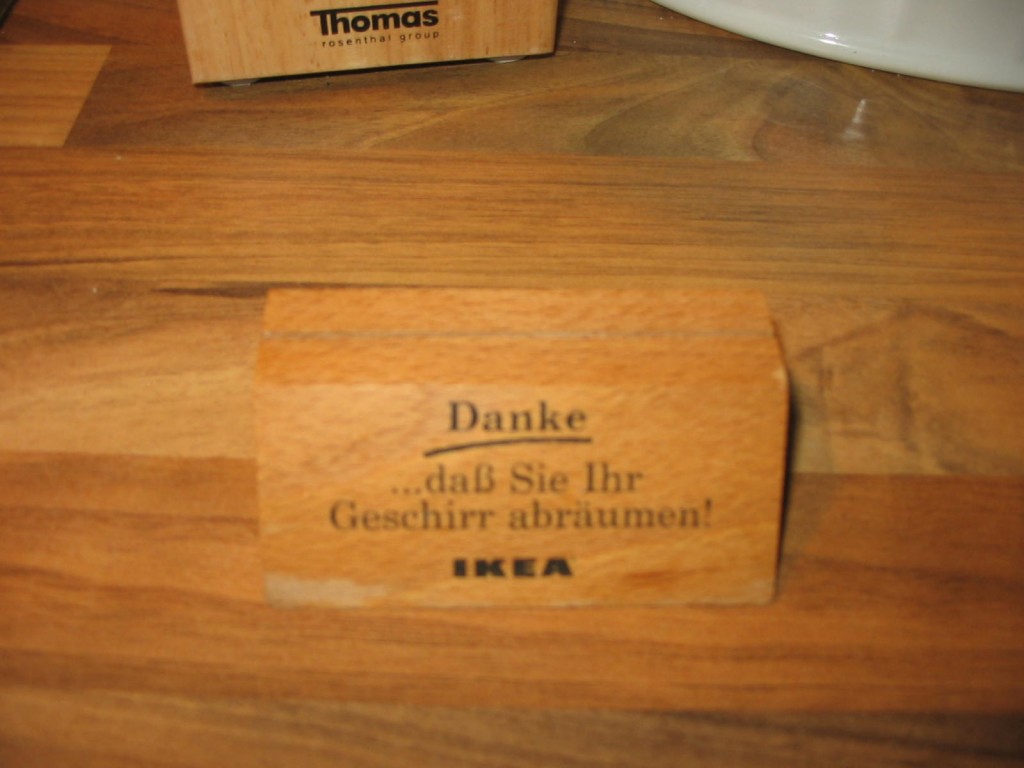 Thomas
rosenthal group
Danke
...daß Sie Ihr
Geschirr abräumen!
IKEA